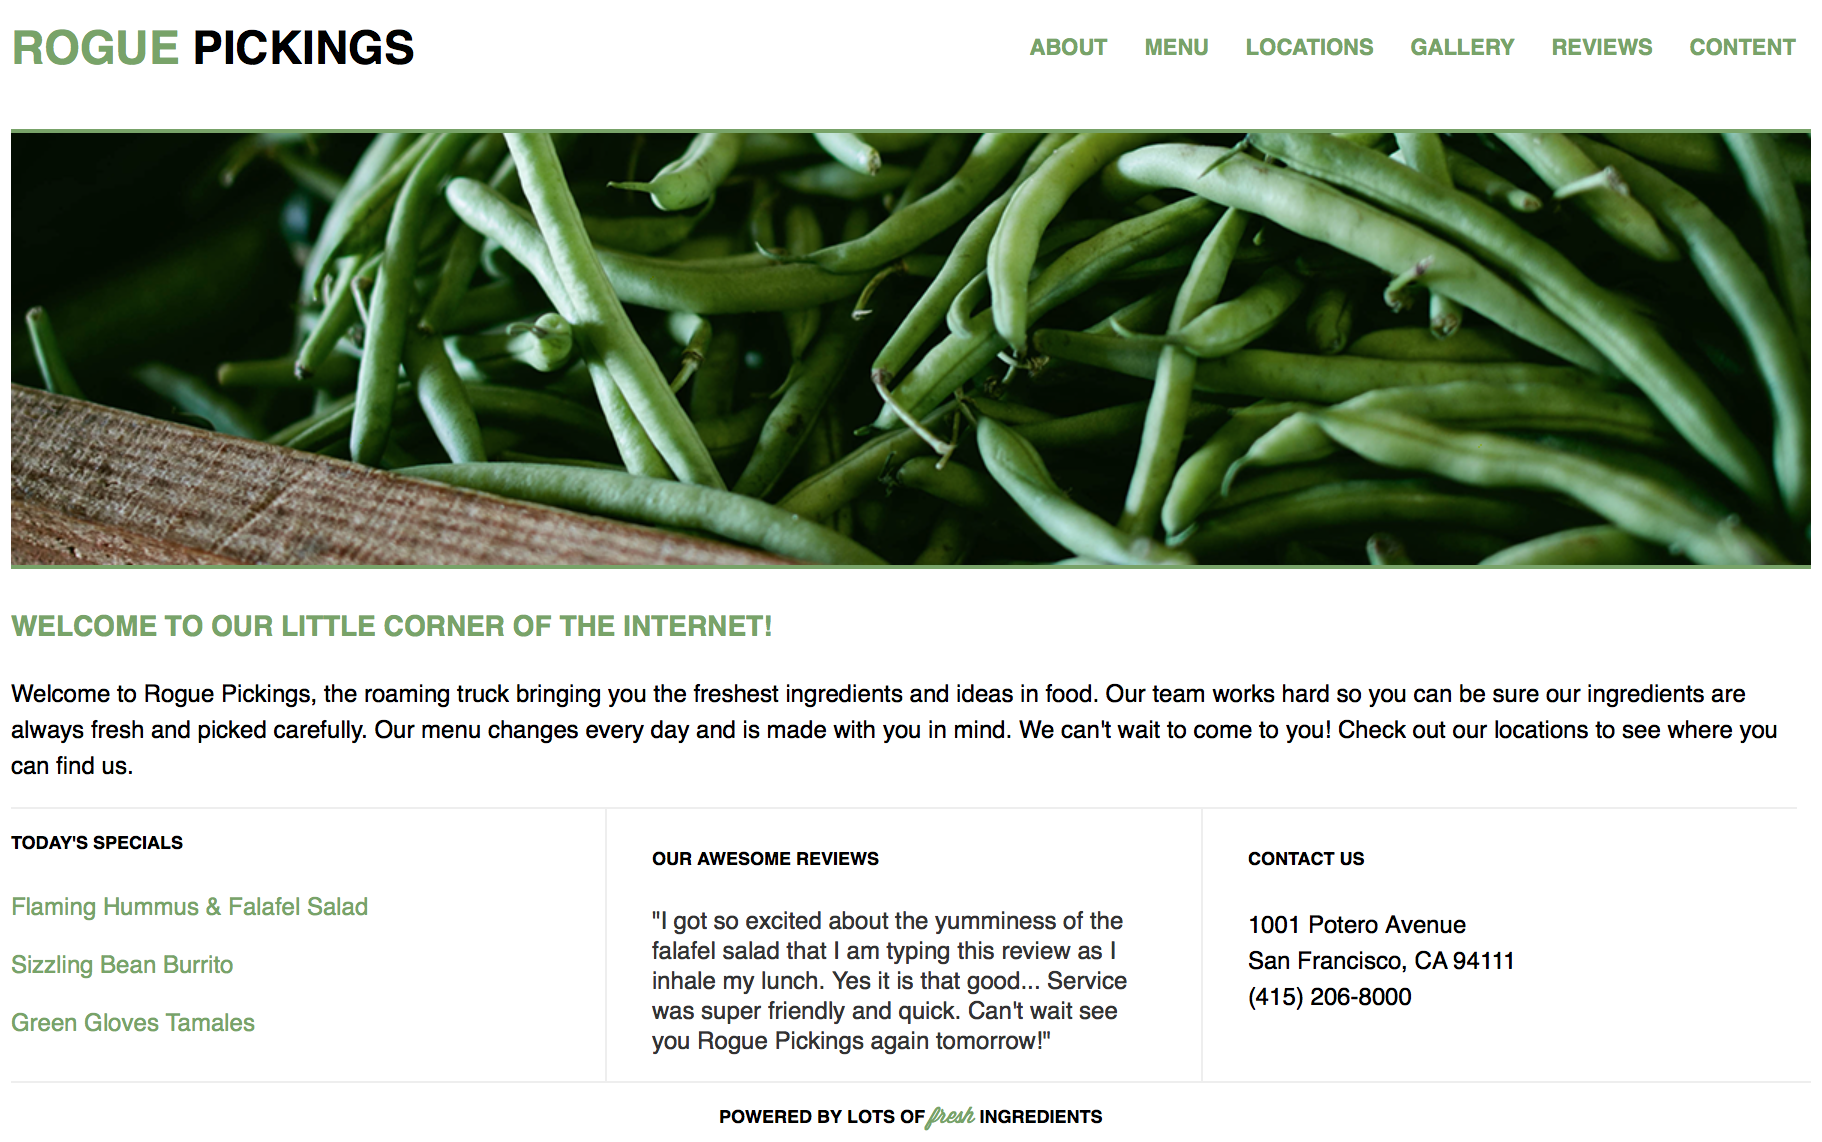 ROGUE PICKINGS
ABOUT MENU LOCATIONS GALLERY REVIEWS CONTENT
WELCOME TO OUR LITTLE CORNER OF THE INTERNET!
Welcome to Rogue Pickings, the roaming truck bringing you the freshest ingredients and ideas in food. Our team works hard so you can be sure our ingredients are
always fresh and picked carefully. Our menu changes every day and is made with you in mind. We can't wait to come to you! Check out our locations to see where you
can find us.
TODAY'S SPECIALS
Flaming Hummus & Falafel Salad
Sizzling Bean Burrito
Green Gloves Tamales
OUR AWESOME REVIEWS
"I got so excited about the yumminess of the
falafel salad that I am typing this review as I
inhale my lunch. Yes it is that good... Service
was super friendly and quick. Can't wait see
you Rogue Pickings again tomorrow!"
CONTACT US
1001 Potero Avenue
San Francisco, CA 94111
(415) 206-8000
POWERED BY LOTS OF fresh INGREDIENTS